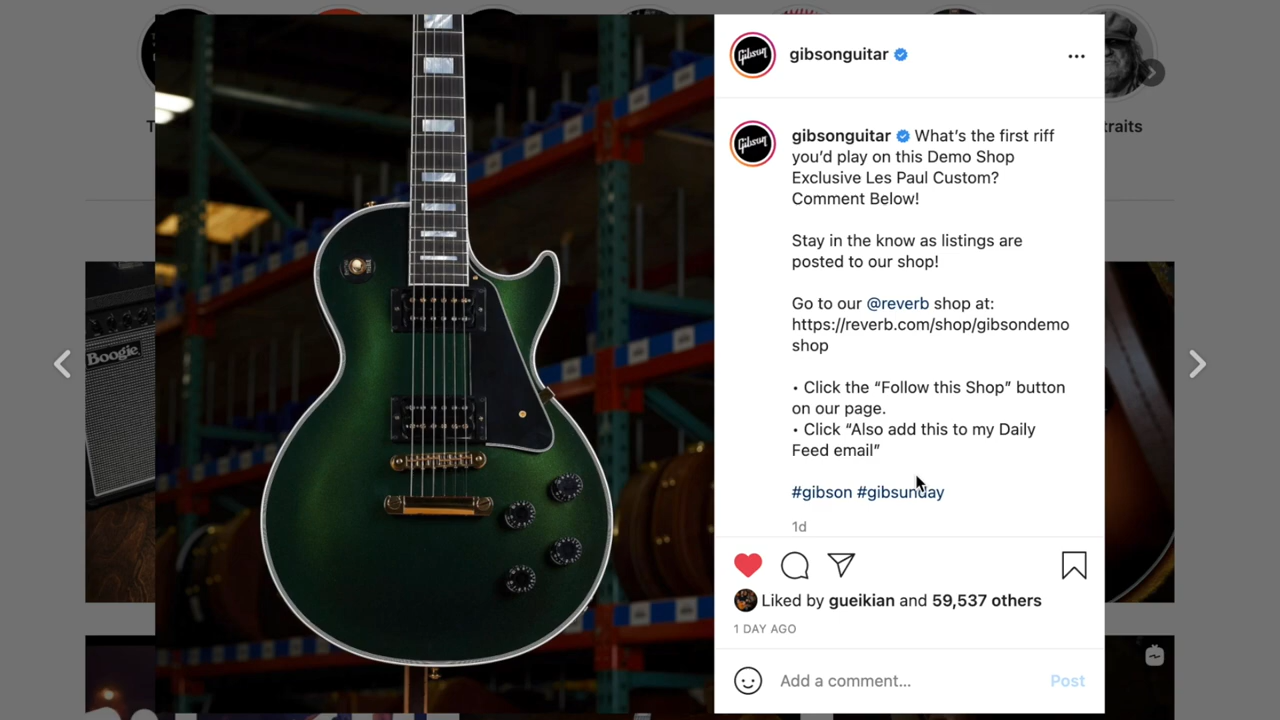 gibsonguitar
gibsonguitar What's the first riff
you'd play on this Demo Shop
Exclusive Les Paul Custom?
Comment Below!
Stay in the know as listings are
posted to our shop!
Go to our @reverb shop at:
https://reverb.com/shop/gibsondemo
shop
• Click the “Follow this Shop” button
on our page.
• Click “Also add this to my Daily
Feed email”
#gibson #gibsunday
1d
Liked by gueikian and 59,537 others
1 DAY AGO
Add a comment... Post
Gibson
Gibson
Boogie